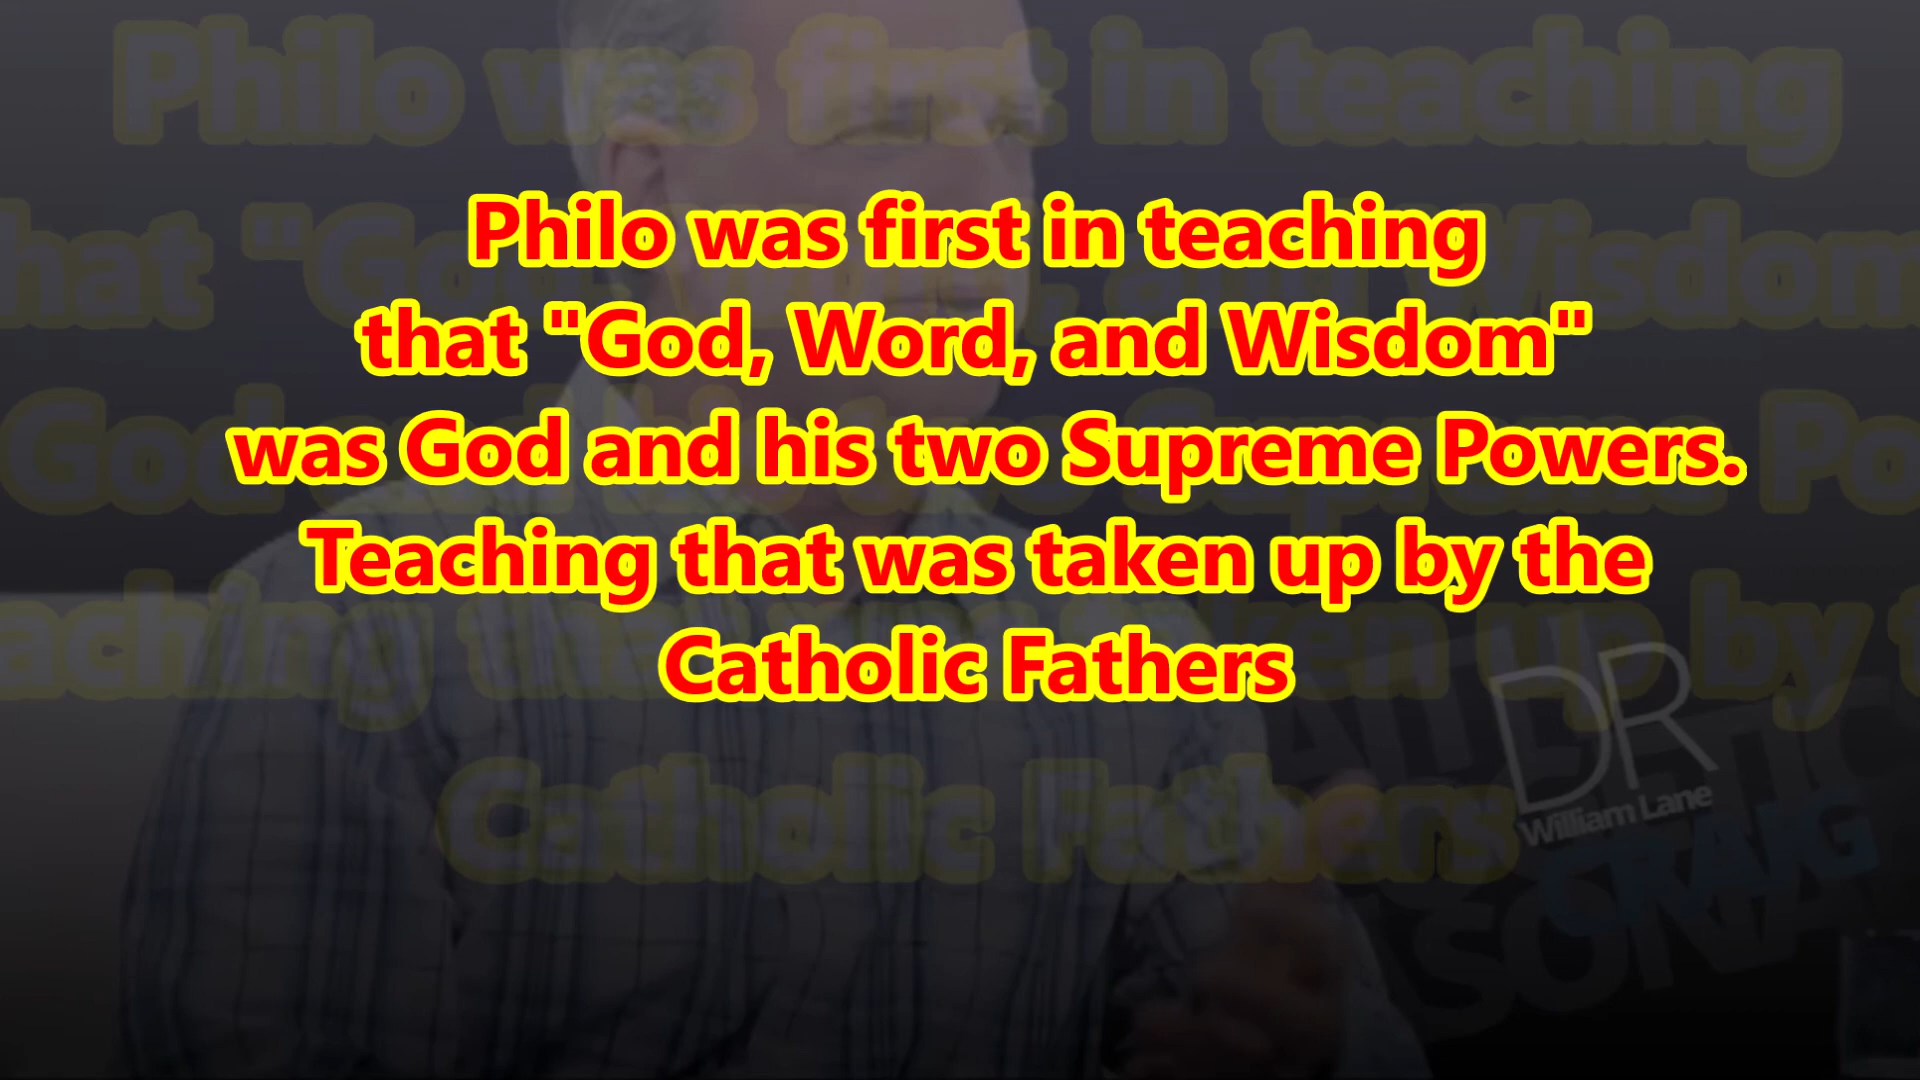 Philo was first in teaching
that "God, Word, and Wisdom"
was God and his two Supreme Powers.
Teaching that was taken up by the
Catholic Fathers
DR
William Lane
CRAIG